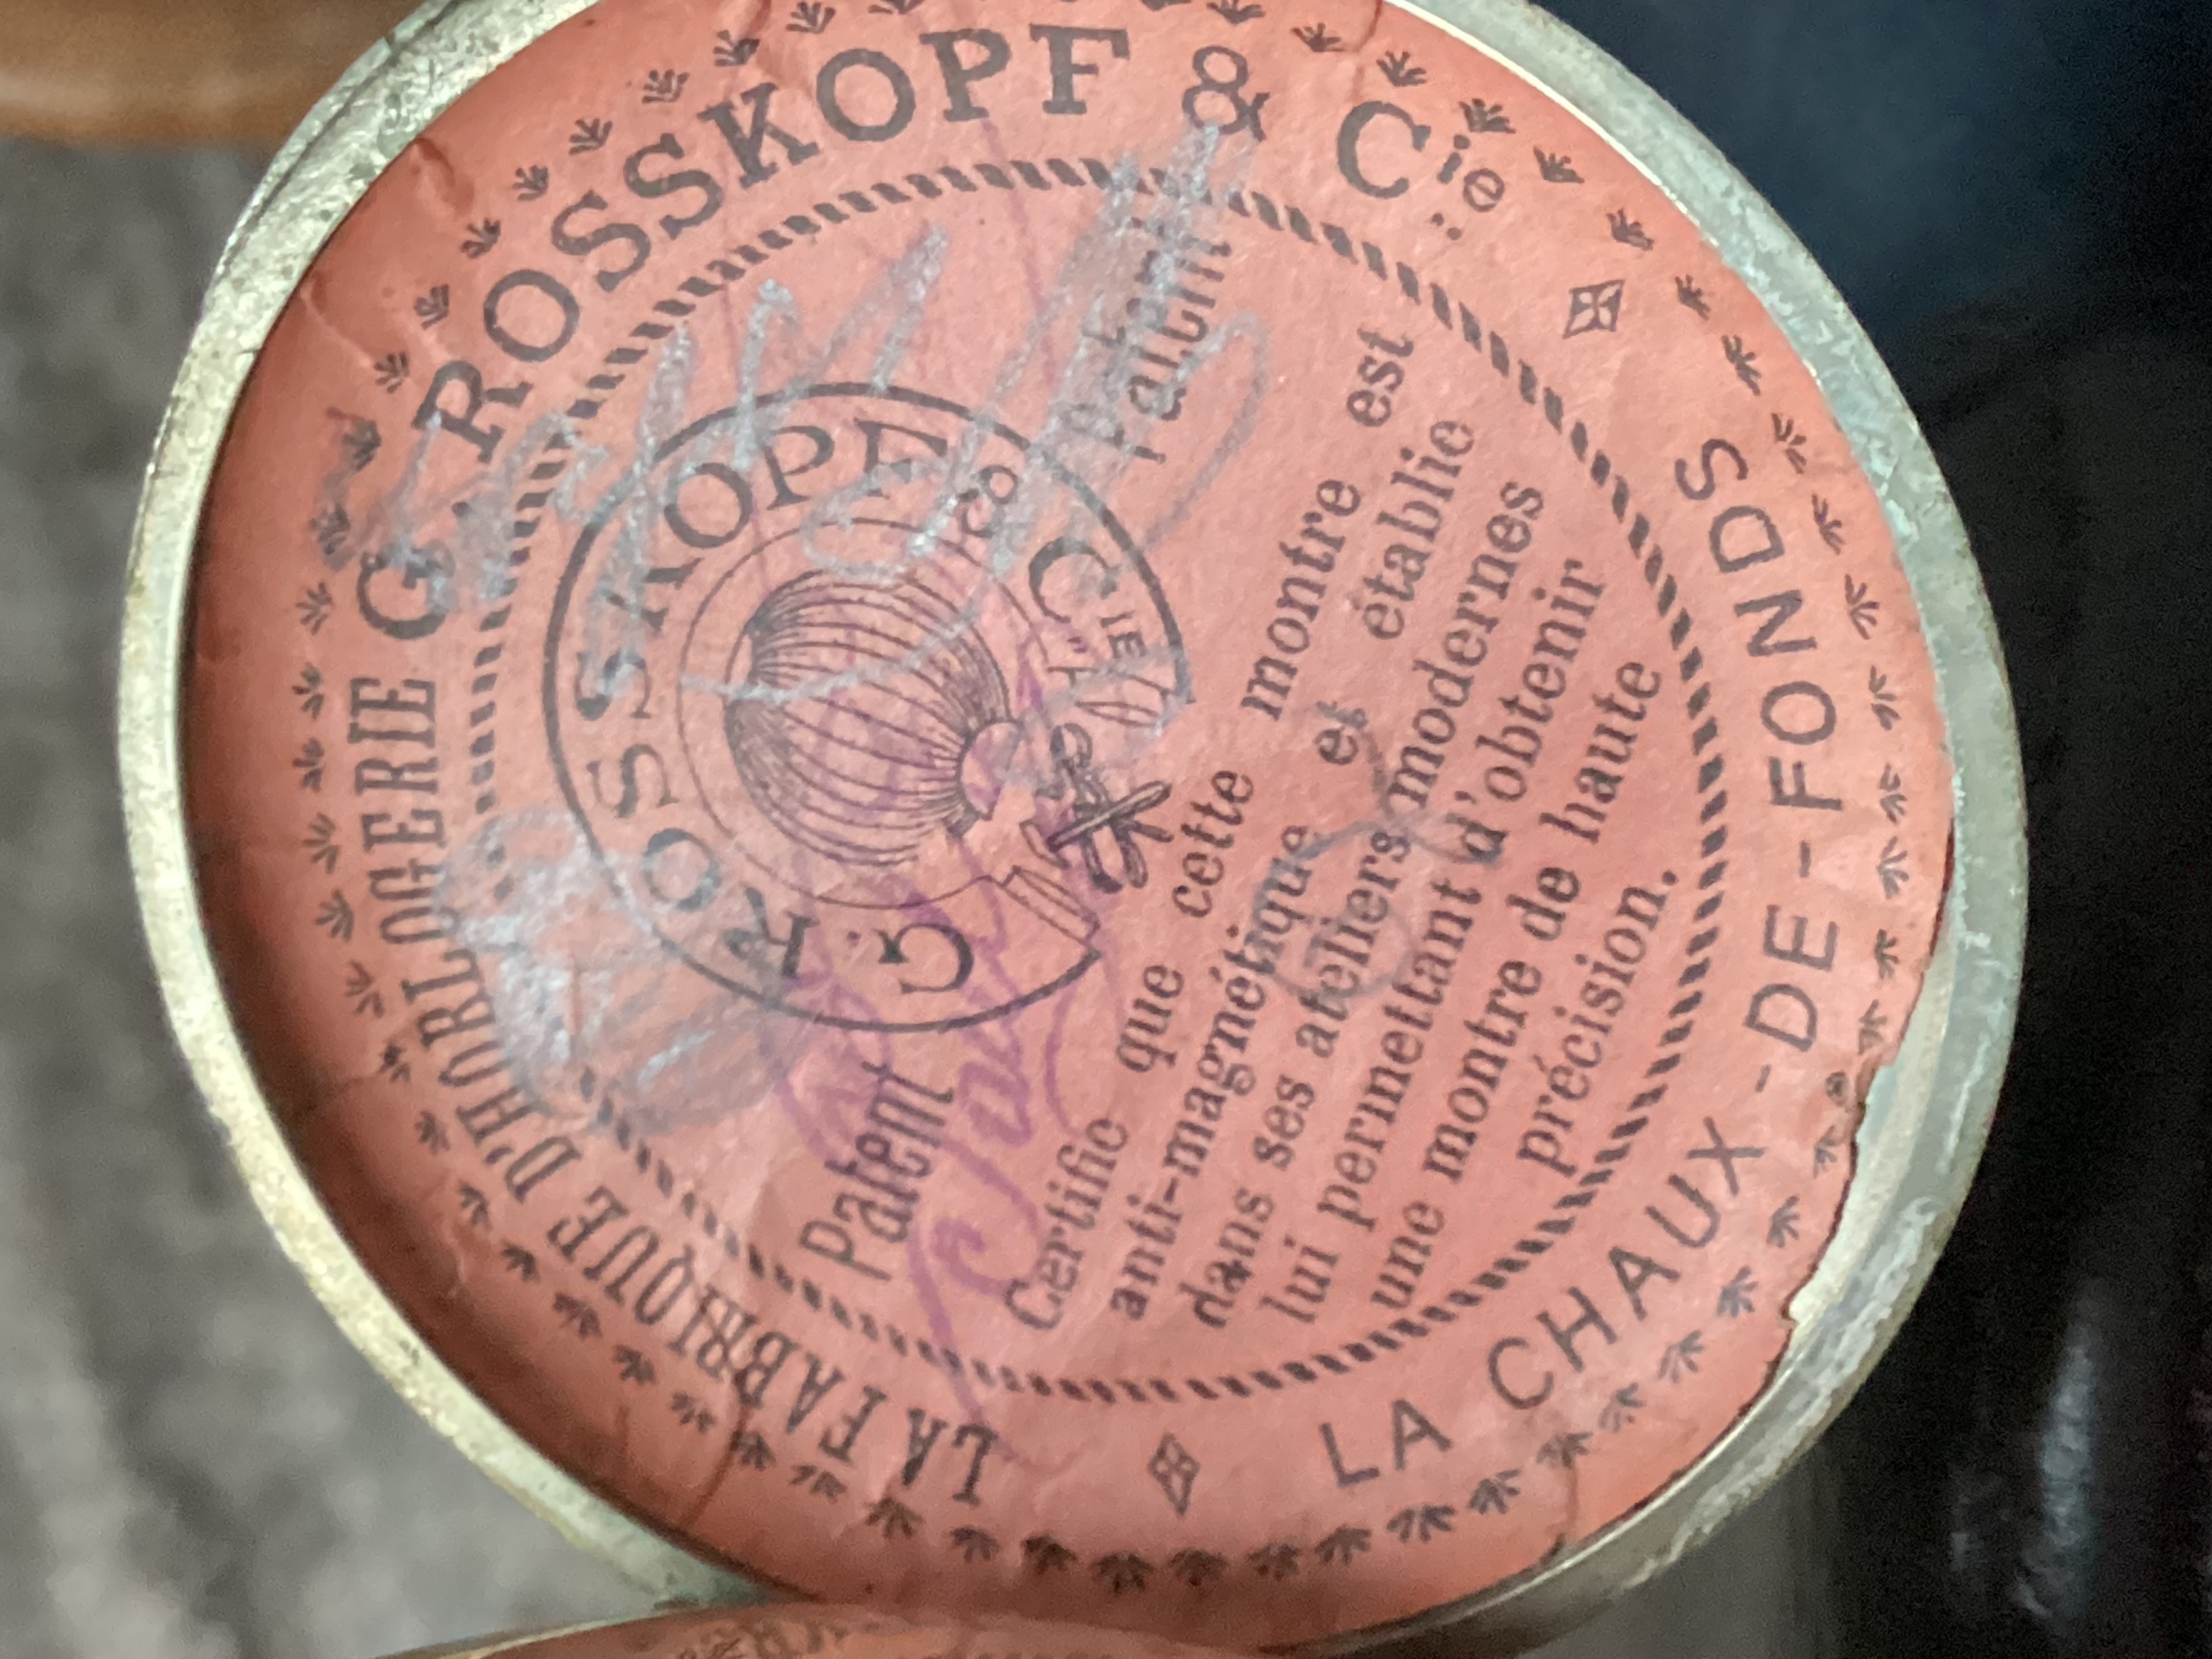 LA FABRIQUE D'HORLOGERIE G. ROSSKOPF & Cie
G. ROSSKOPF & CIE
Patent Patent
Certifie que cette montre est
anti-magnétique et établie
dans ses ateliers modernes
lui permettant d'obtenir
une montre de haute
précision.
LA CHAUX-DE-FONDS